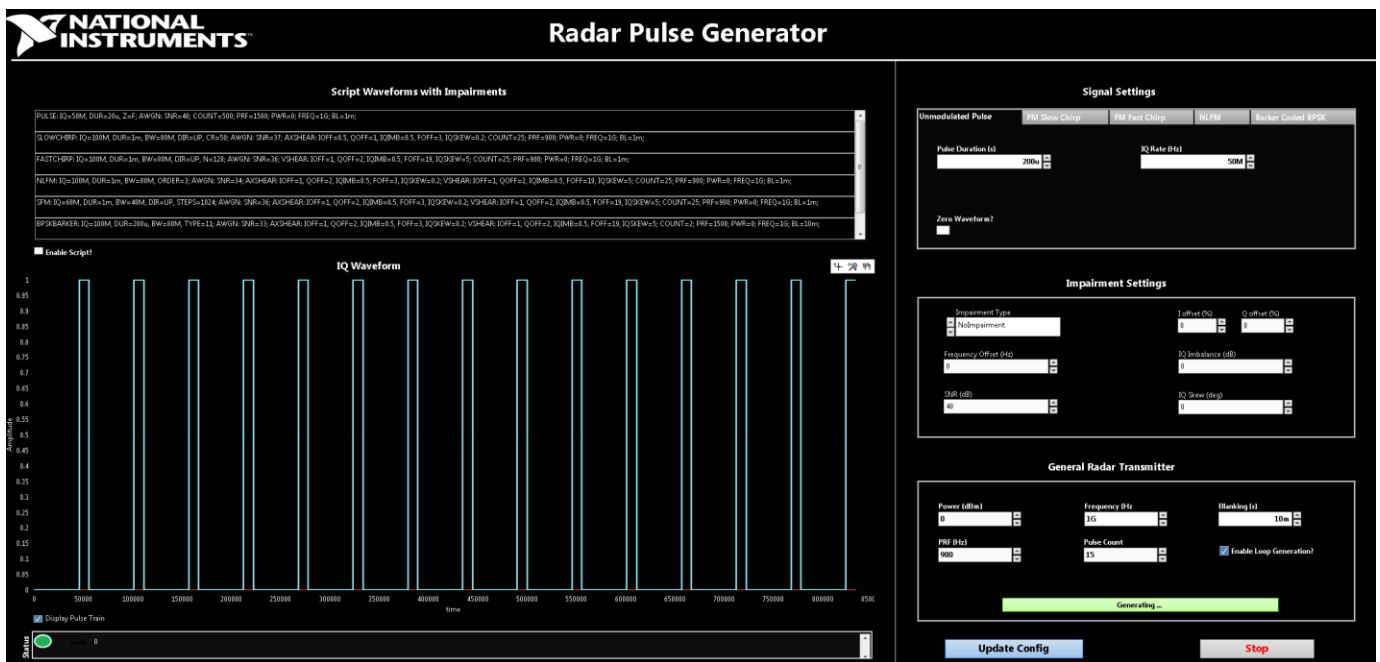 NATIONAL
INSTRUMENTS
Radar Pulse Generator
Script Waveforms with Impairments
PULSE: IQ=50M, DUR=20u, Z=F; AWGN: SNR=40; COUNT=500; PRF=1500; PWR=0; FREQ=1G; BL=1m;
SLOWCHIRP: IQ=100M, DUR=1m, BW=80M, DIR=UP, CR=50; AWGN: SNR=37; AXSHEAR: IOFF=0.5, QOFF=1, IQIMB=0.5, FOFF=3, IQSKEW=0.2; COUNT=25; PRF=900; PWR=0; FREQ=1G; BL=1m;
FASTCHIRP: IQ=100M, DUR=1m, BW=80M, DIR=UP, N=128; AWGN: SNR=36; VSHEAR: IOFF=1, QOFF=2, IQIMB=0.5, FOFF=19, IQSKEW=5; COUNT=25; PRF=900; PWR=0; FREQ=1G; BL=1m;
NLFM: IQ=100M, DUR=1m, BW=80M, ORDER=3; AWGN: SNR=34; AXSHEAR: IOFF=1, QOFF=2, IQIMB=0.5, FOFF=3, IQSKEW=0.2; VSHEAR: IOFF=1, QOFF=2, IQIMB=0.5, FOFF=19, IQSKEW=5; COUNT=25; PRF=900; PWR=0; FREQ=1G; BL=1m;
SFM: IQ=60M, DUR=1m, BW=40M, DIR=UP, STEPS=1024; AWGN: SNR=36; AXSHEAR: IOFF=1, QOFF=2, IQIMB=0.5, FOFF=3, IQSKEW=0.2; VSHEAR: IOFF=1, QOFF=2, IQIMB=0.5, FOFF=19, IQSKEW=5; COUNT=25; PRF=900; PWR=0; FREQ=1G; BL=1m;
BPSKBARKER: IQ=100M, DUR=200u, BW=80M, TYPE=11; AWGN: SNR=33; AXSHEAR: IOFF=1, QOFF=2, IQIMB=0.5, FOFF=3, IQSKEW=0.2; VSHEAR: IOFF=1, QOFF=2, IQIMB=0.5, FOFF=19, IQSKEW=5; COUNT=2; PRF=1500; PWR=0; FREQ=1G; BL=10m;
Enable Script?
IQ Waveform
1
0.95
0.9
0.85
0.8
0.75
0.7
0.65
0.6
0.55
0.5
0.45
0.4
0.35
0.3
0.25
0.2
0.15
0.1
0.05
0
Amplitude
0 50000 100000 150000 200000 250000 300000 350000 400000 450000 500000 550000 600000 650000 700000 750000 800000
time
Display Pulse Train
Status
0
Signal Settings
Unmodulated Pulse FM Slow Chirp FM Fast Chirp NLFM Barker Coded BPSK
Pulse Duration (s) IQ Rate (Hz)
200u 50M
Zero Waveform?
Impairment Settings
Impairment Type I offset (%) Q offset (%)
NoImpairment 0 0
Frequency Offset (Hz) IQ Imbalance (dB)
0 0
SNR (dB) IQ Skew (deg)
40 0
General Radar Transmitter
Power (dBm) Frequency (Hz Blanking (s)
0 1G 10m
PRF (Hz) Pulse Count
900 15 Enable Loop Generation?
Generating ...
Update Config Stop